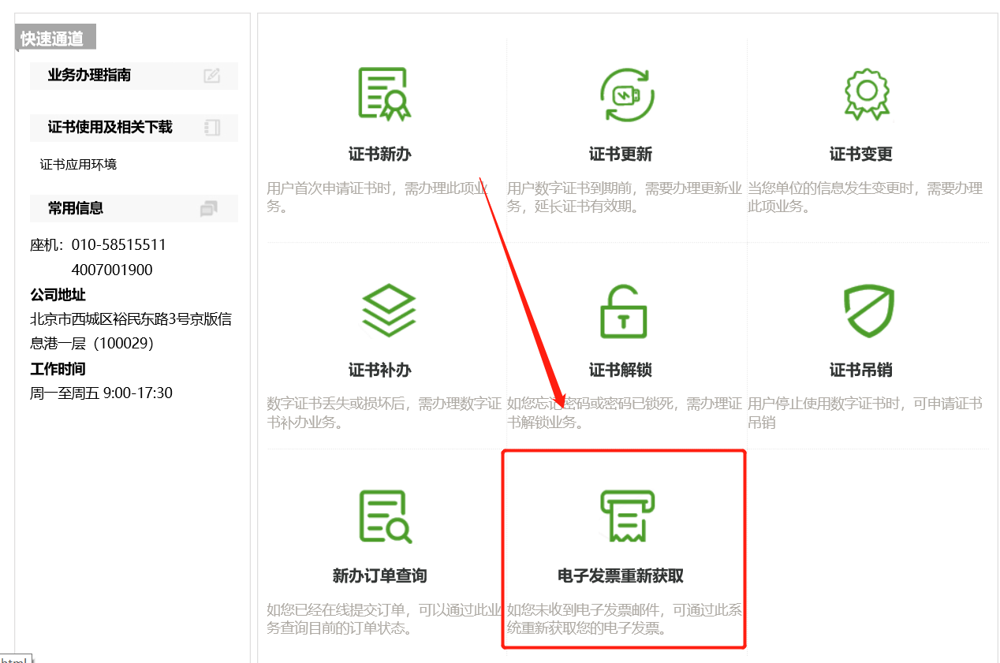 快速通道
业务办理指南
证书使用及相关下载
证书应用环境
常用信息
座机：010-58515511
4007001900
公司地址
北京市西城区裕民东路3号京版信
息港一层（100029）
工作时间
周一至周五 9:00-17:30
证书新办
用户首次申请证书时，需办理此项业
务。
证书更新
用户数字证书到期前，需要办理更新业
务，延长证书有效期。
证书变更
当您单位的信息发生变更时，需要办理
此项业务。
证书补办
数字证书丢失或损坏后，需办理数字证
书补办业务。
证书解锁
如您忘记密码或密码已锁死，需办理证
书解锁业务。
证书吊销
用户停止使用数字证书时，可申请证书
吊销
新办订单查询
如您已经在线提交订单，可以通过此业
务查询目前的订单状态。
电子发票重新获取
如您未收到电子发票邮件，可通过此系
统重新获取您的电子发票。
html